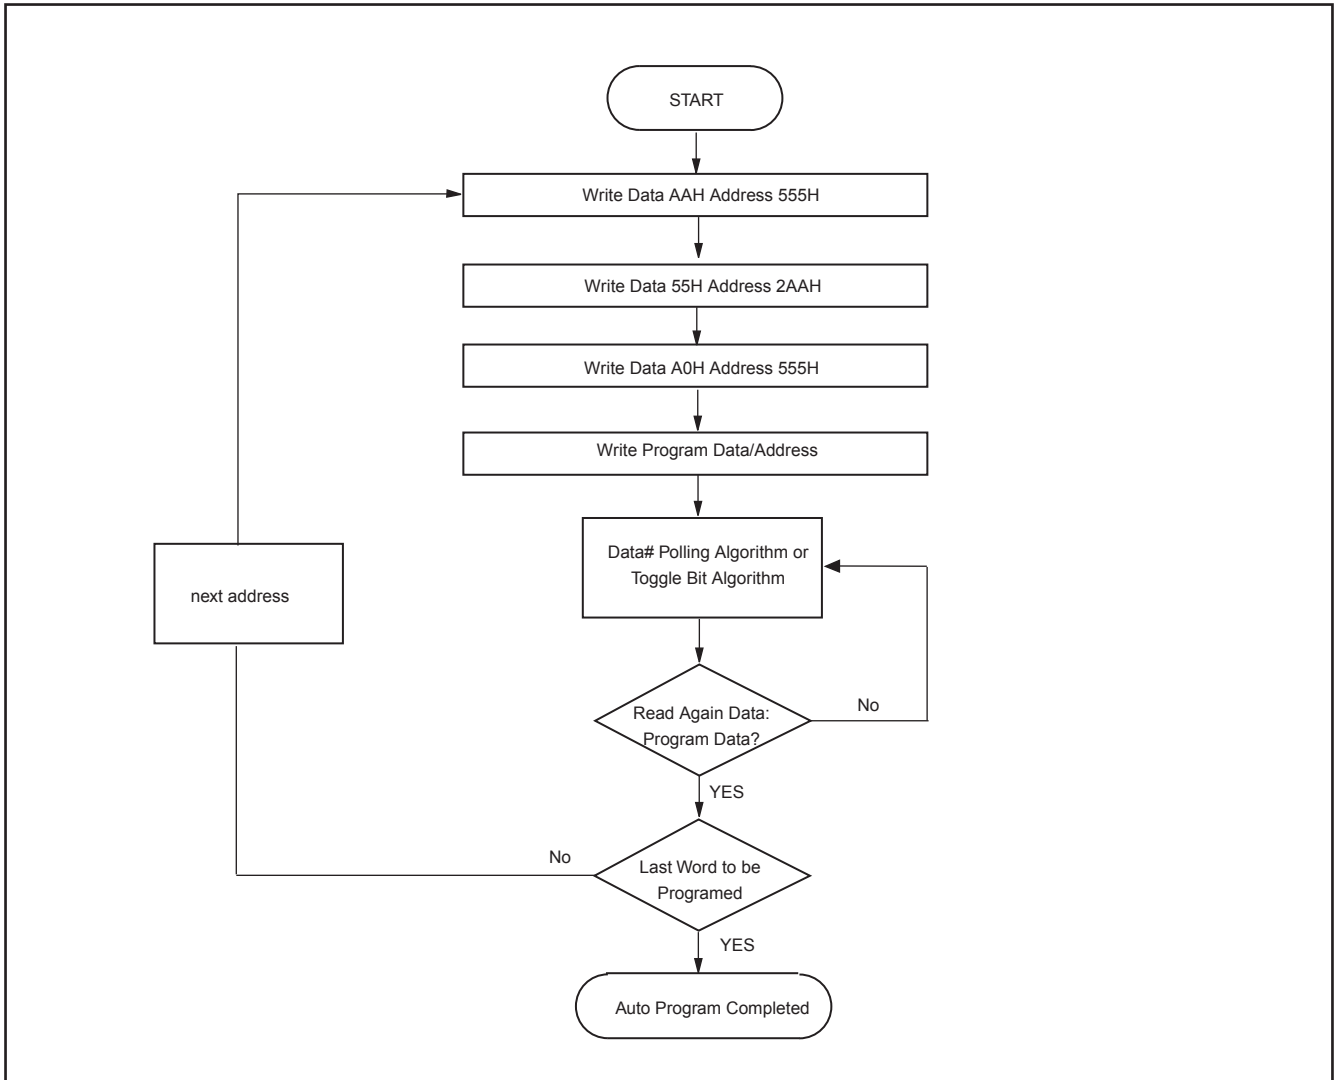 START
Write Data AAH Address 555H
Write Data 55H Address 2AAH
Write Data A0H Address 555H
Write Program Data/Address
Data# Polling Algorithm or
Toggle Bit Algorithm
next address
Read Again Data:
Program Data?
No
YES
No
Last Word to be
Programed
YES
Auto Program Completed